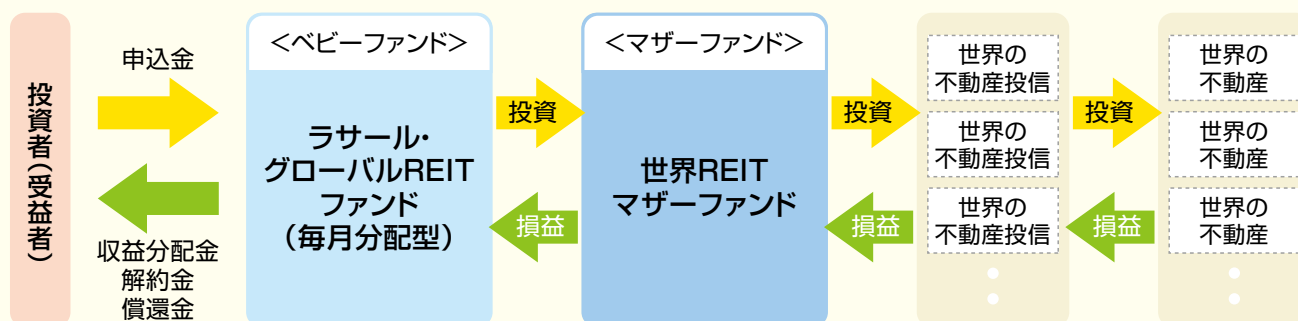 投資者(受益者)
申込金
収益分配金
解約金
償還金
<ベビーファンド>
ラサール・
グローバルREIT
ファンド
(毎月分配型)
投資
損益
<マザーファンド>
世界REIT
マザーファンド
投資
損益
世界の
不動産投信
世界の
不動産投信
世界の
不動産投信
投資
損益
世界の
不動産
世界の
不動産
世界の
不動産